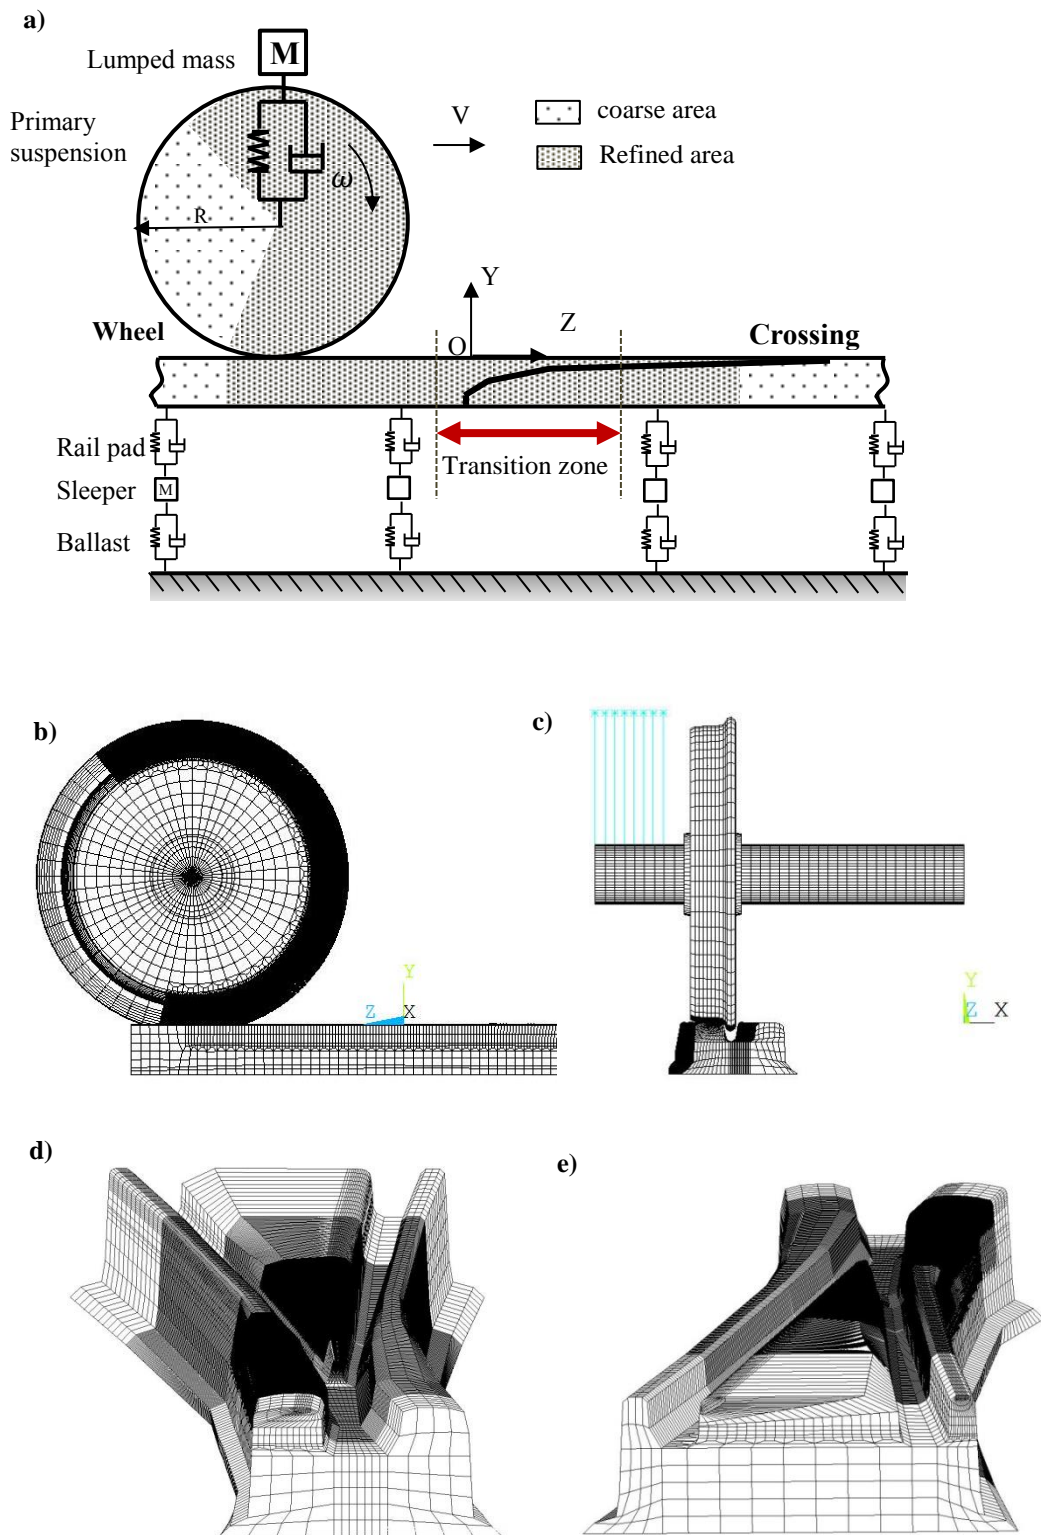 a)
Lumped mass
M
Primary
suspension
V
coarse area
Refined area
ω
R
Y
Wheel
O
Z
Crossing
Rail pad
Transition zone
Sleeper
M
Ballast
b)
c)
Y
Z
X
Y
Z
X
d)
e)